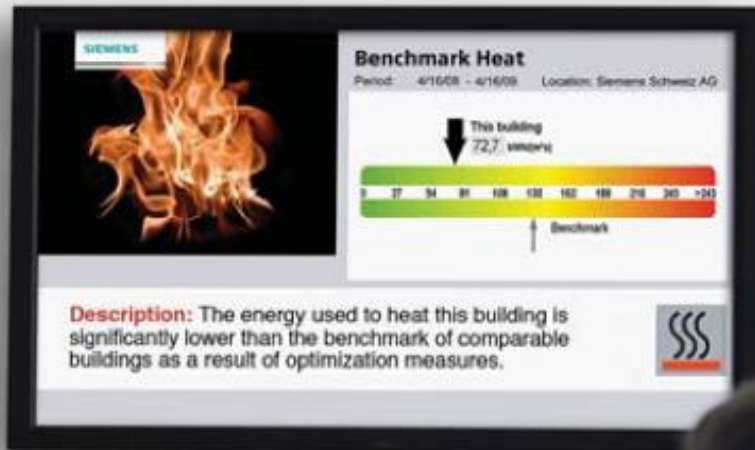 SIEMENS
Benchmark Heat
Period: 4/16/08 - 4/16/09 Location: Siemens Schweiz AG
This building
72,7
0 27 54 81 108 135 162 189 216 243 >243
Benchmark
Description: The energy used to heat this building is
significantly lower than the benchmark of comparable
buildings as a result of optimization measures.